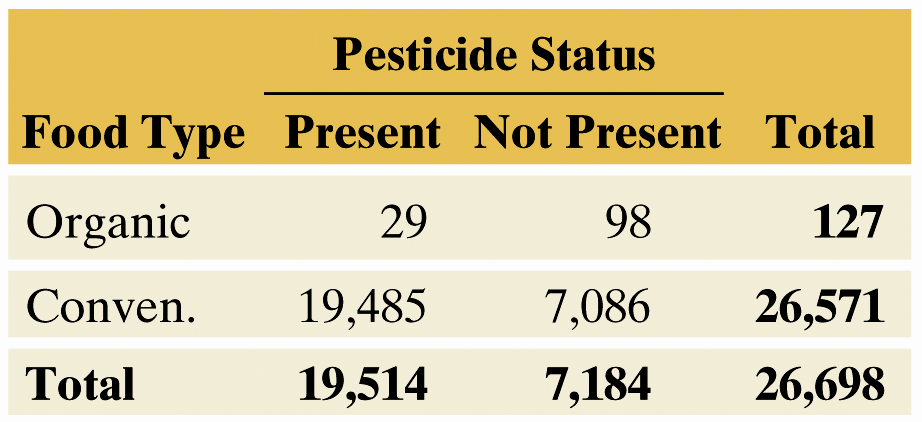 Pesticide Status
Food Type Present Not Present Total
Organic 29 98 127
Conven. 19,485 7,086 26,571
Total 19,514 7,184 26,698